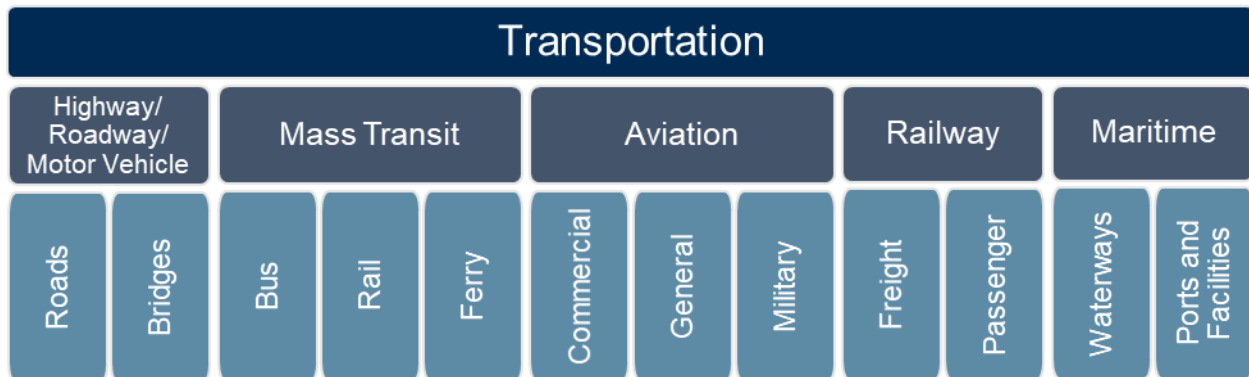 Transportation
Highway/
Roadway/
Motor Vehicle
Mass Transit
Aviation
Railway
Maritime
Roads
Bridges
Bus
Rail
Ferry
Commercial
General
Military
Freight
Passenger
Waterways
Ports and
Facilities